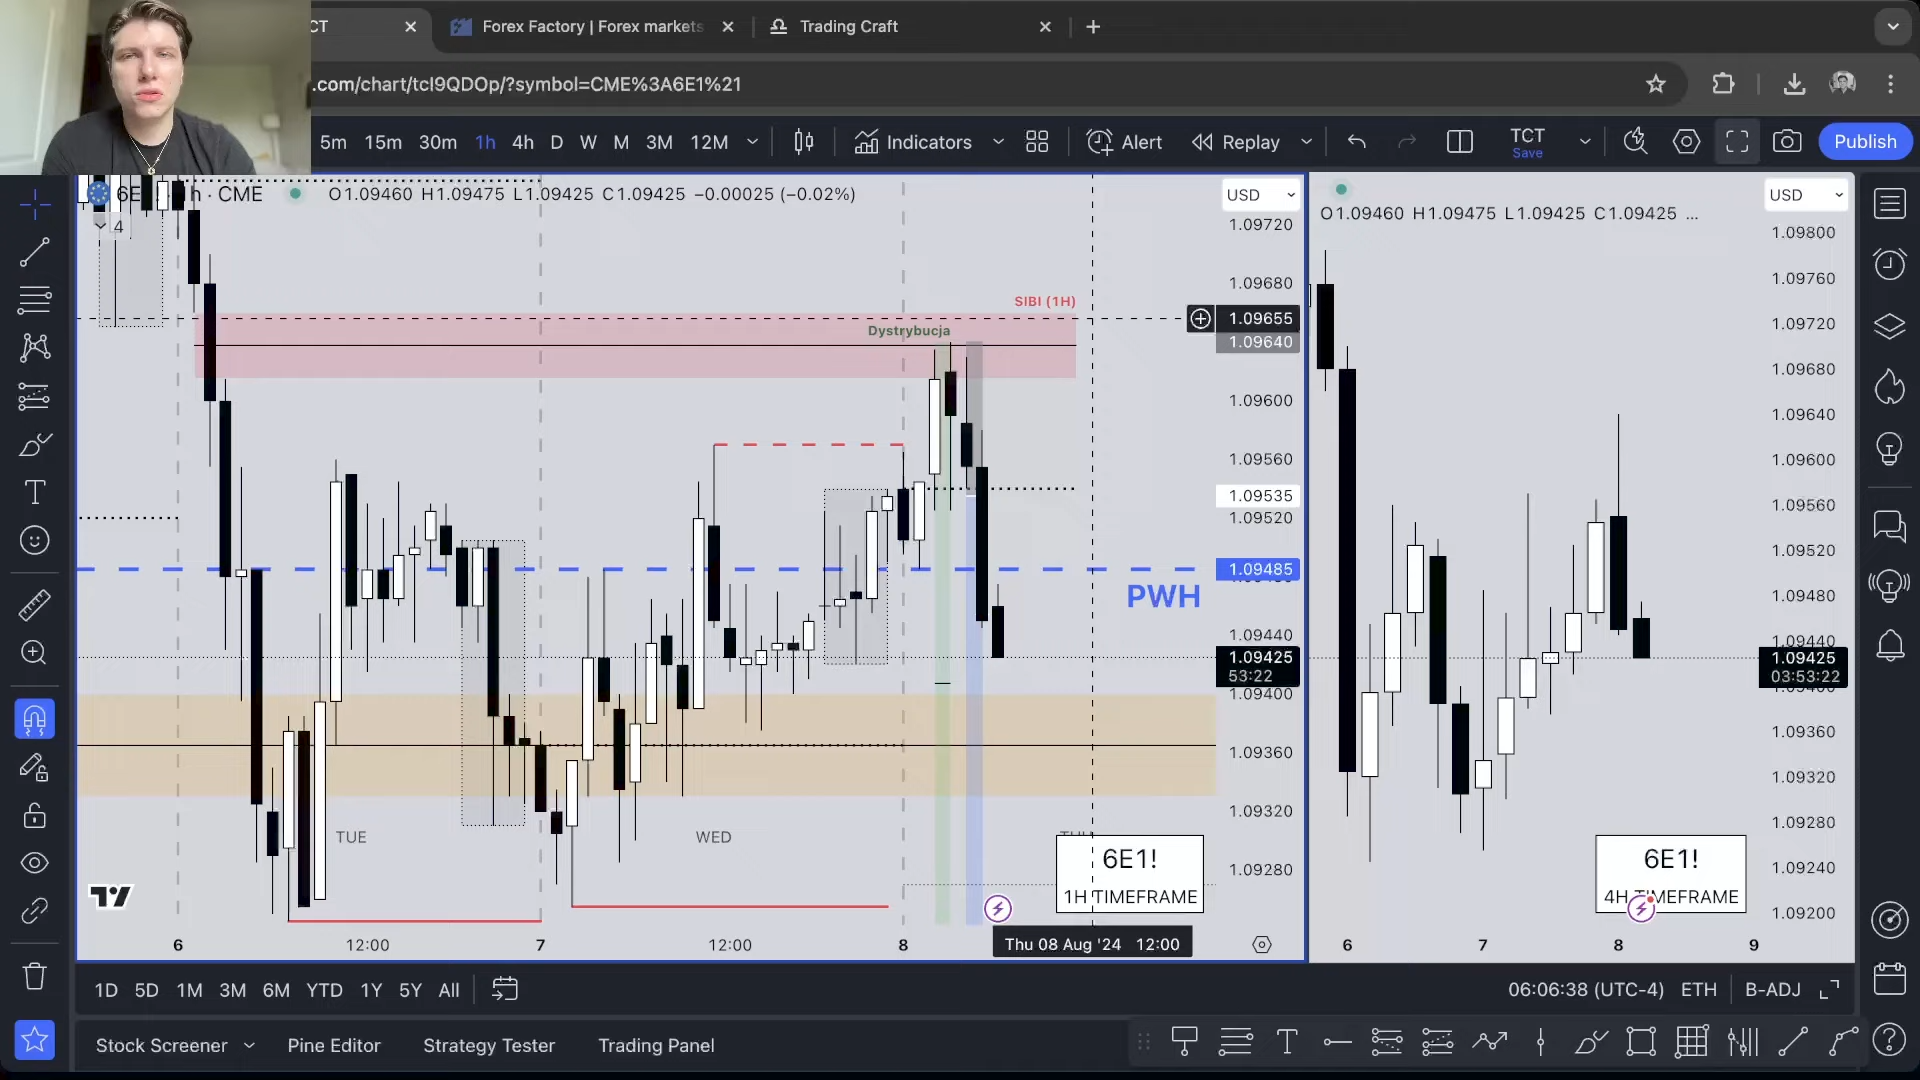 CT
Forex Factory | Forex markets
Trading Craft
.com/chart/tcI9QDOp/?symbol=CME%3A6E1%21
5m 15m 30m 1h 4h D W M 3M 12M
Indicators
Alert
Replay
TCT
Save
Publish
6E h · CME
O1.09460 H1.09475 L1.09425 C1.09425 −0.00025 (−0.02%)
4
USD
1.09720
1.09680
1.09655
1.09640
1.09600
1.09560
1.09535
1.09520
1.09485
1.09440
1.09425
53:22
1.09400
1.09360
1.09320
1.09280
SIBI (1H)
Dystrybucja
PWH
TUE
WED
THU
6E1!
1H TIMEFRAME
6
12:00
7
12:00
8
Thu 08 Aug '24 12:00
O1.09460 H1.09475 L1.09425 C1.09425 ...
USD
1.09800
1.09760
1.09720
1.09680
1.09640
1.09600
1.09560
1.09520
1.09480
1.09440
1.09425
03:53:22
1.09400
1.09360
1.09320
1.09280
1.09240
1.09200
6E1!
4H TIMEFRAME
6
7
8
9
1D 5D 1M 3M 6M YTD 1Y 5Y All
06:06:38 (UTC-4) ETH B-ADJ
Stock Screener
Pine Editor
Strategy Tester
Trading Panel